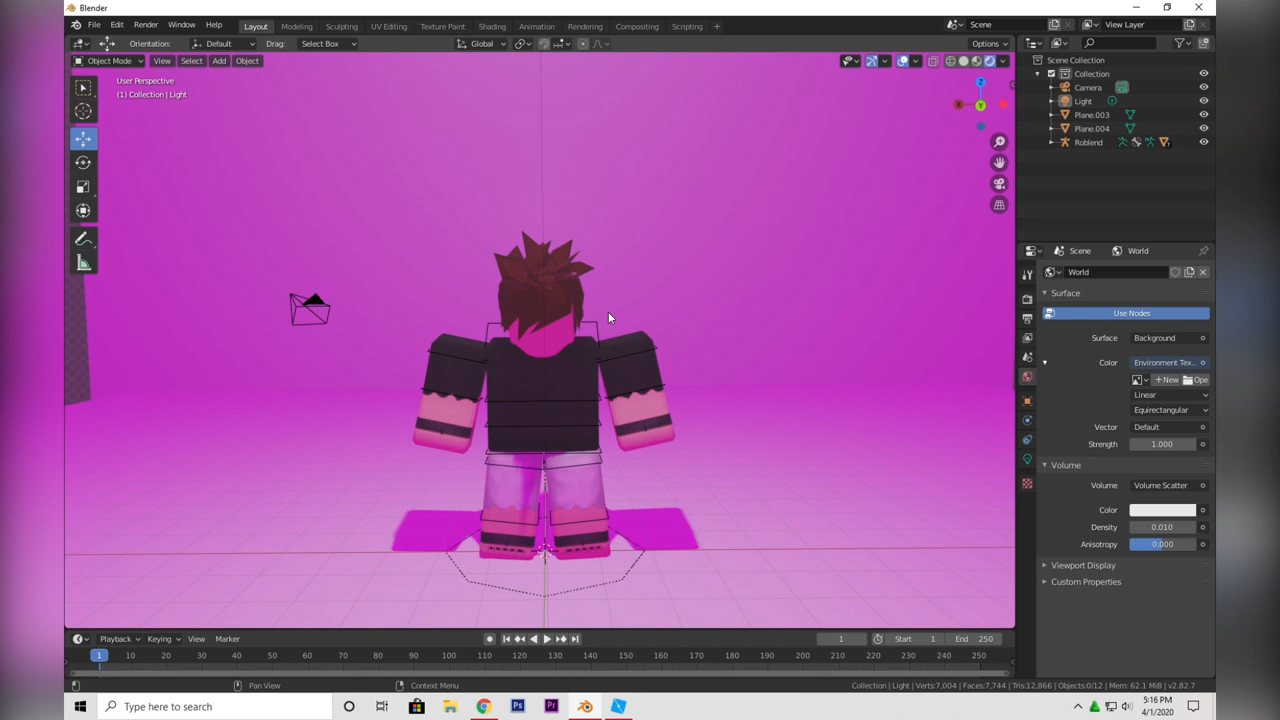 Blender
File Edit Render Window Help Layout Modeling Sculpting UV Editing Texture Paint Shading Animation Rendering Compositing Scripting + Scene View Layer
Orientation: Default Drag: Select Box Global Options
Object Mode View Select Add Object
User Perspective
(1) Collection | Light
Z
X
Y
Scene Collection
Collection
Camera
Light
Plane.003
Plane.004
Roblend
Scene World
World
Surface
Use Nodes
Surface Background
Color Environment Tex..
+ New Ope
Linear
Equirectangular
Vector Default
Strength 1.000
Volume
Volume Volume Scatter
Color
Density 0.010
Anisotropy 0.000
Viewport Display
Custom Properties
Playback Keying View Marker 1 Start 1 End 250
1 10 20 30 40 50 60 70 80 90 100 110 120 130 140 150 160 170 180 190 200 210 220 230 240 250
Pan View Context Menu Collection | Light | Verts:7,004 | Faces:7,744 | Tris:12,866 | Objects:0/12 | Mem: 62.1 MiB | v2.82.7
Type here to search Ps Pr 5:16 PM
4/1/2020